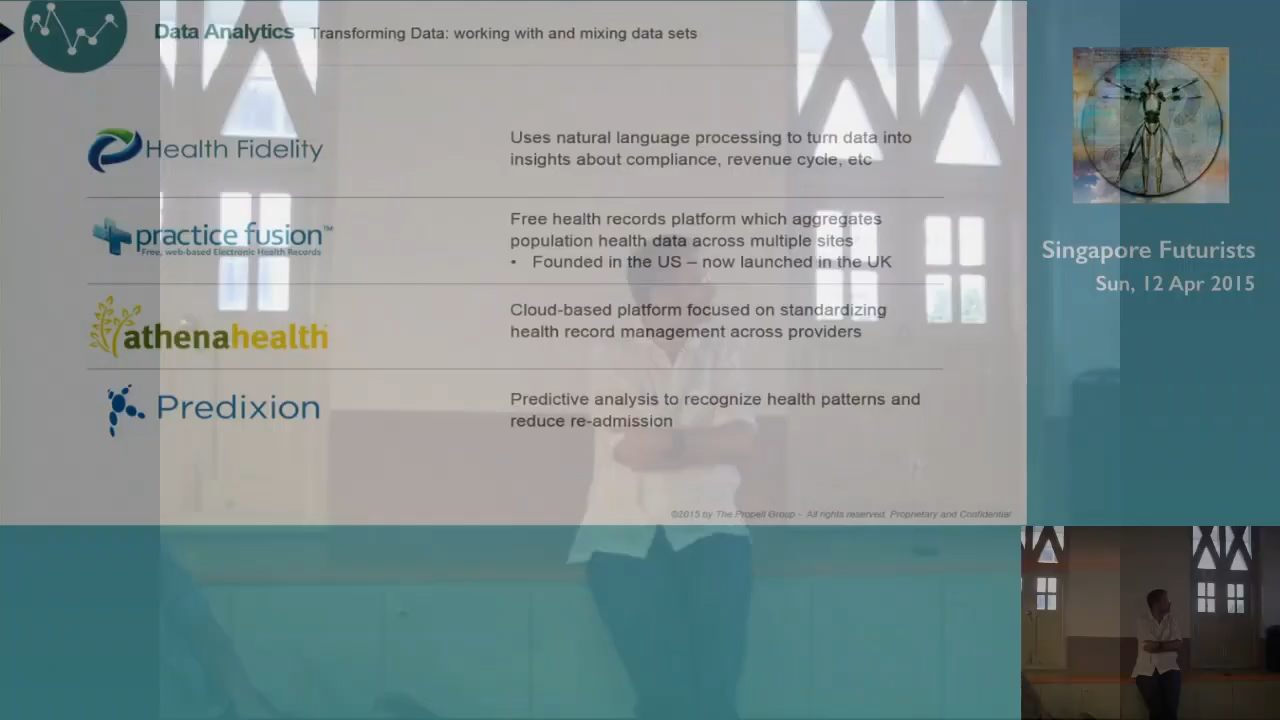 Data Analytics Transforming Data: working with and mixing data sets
Health Fidelity
Uses natural language processing to turn data into
insights about compliance, revenue cycle, etc
practice fusion™
Free, web-based Electronic Health Records
Free health records platform which aggregates
population health data across multiple sites
• Founded in the US – now launched in the UK
athenahealth
Cloud-based platform focused on standardizing
health record management across providers
Predixion
Predictive analysis to recognize health patterns and
reduce re-admission
©2015 by The Propell Group - All rights reserved. Proprietary and Confidential
Singapore Futurists
Sun, 12 Apr 2015